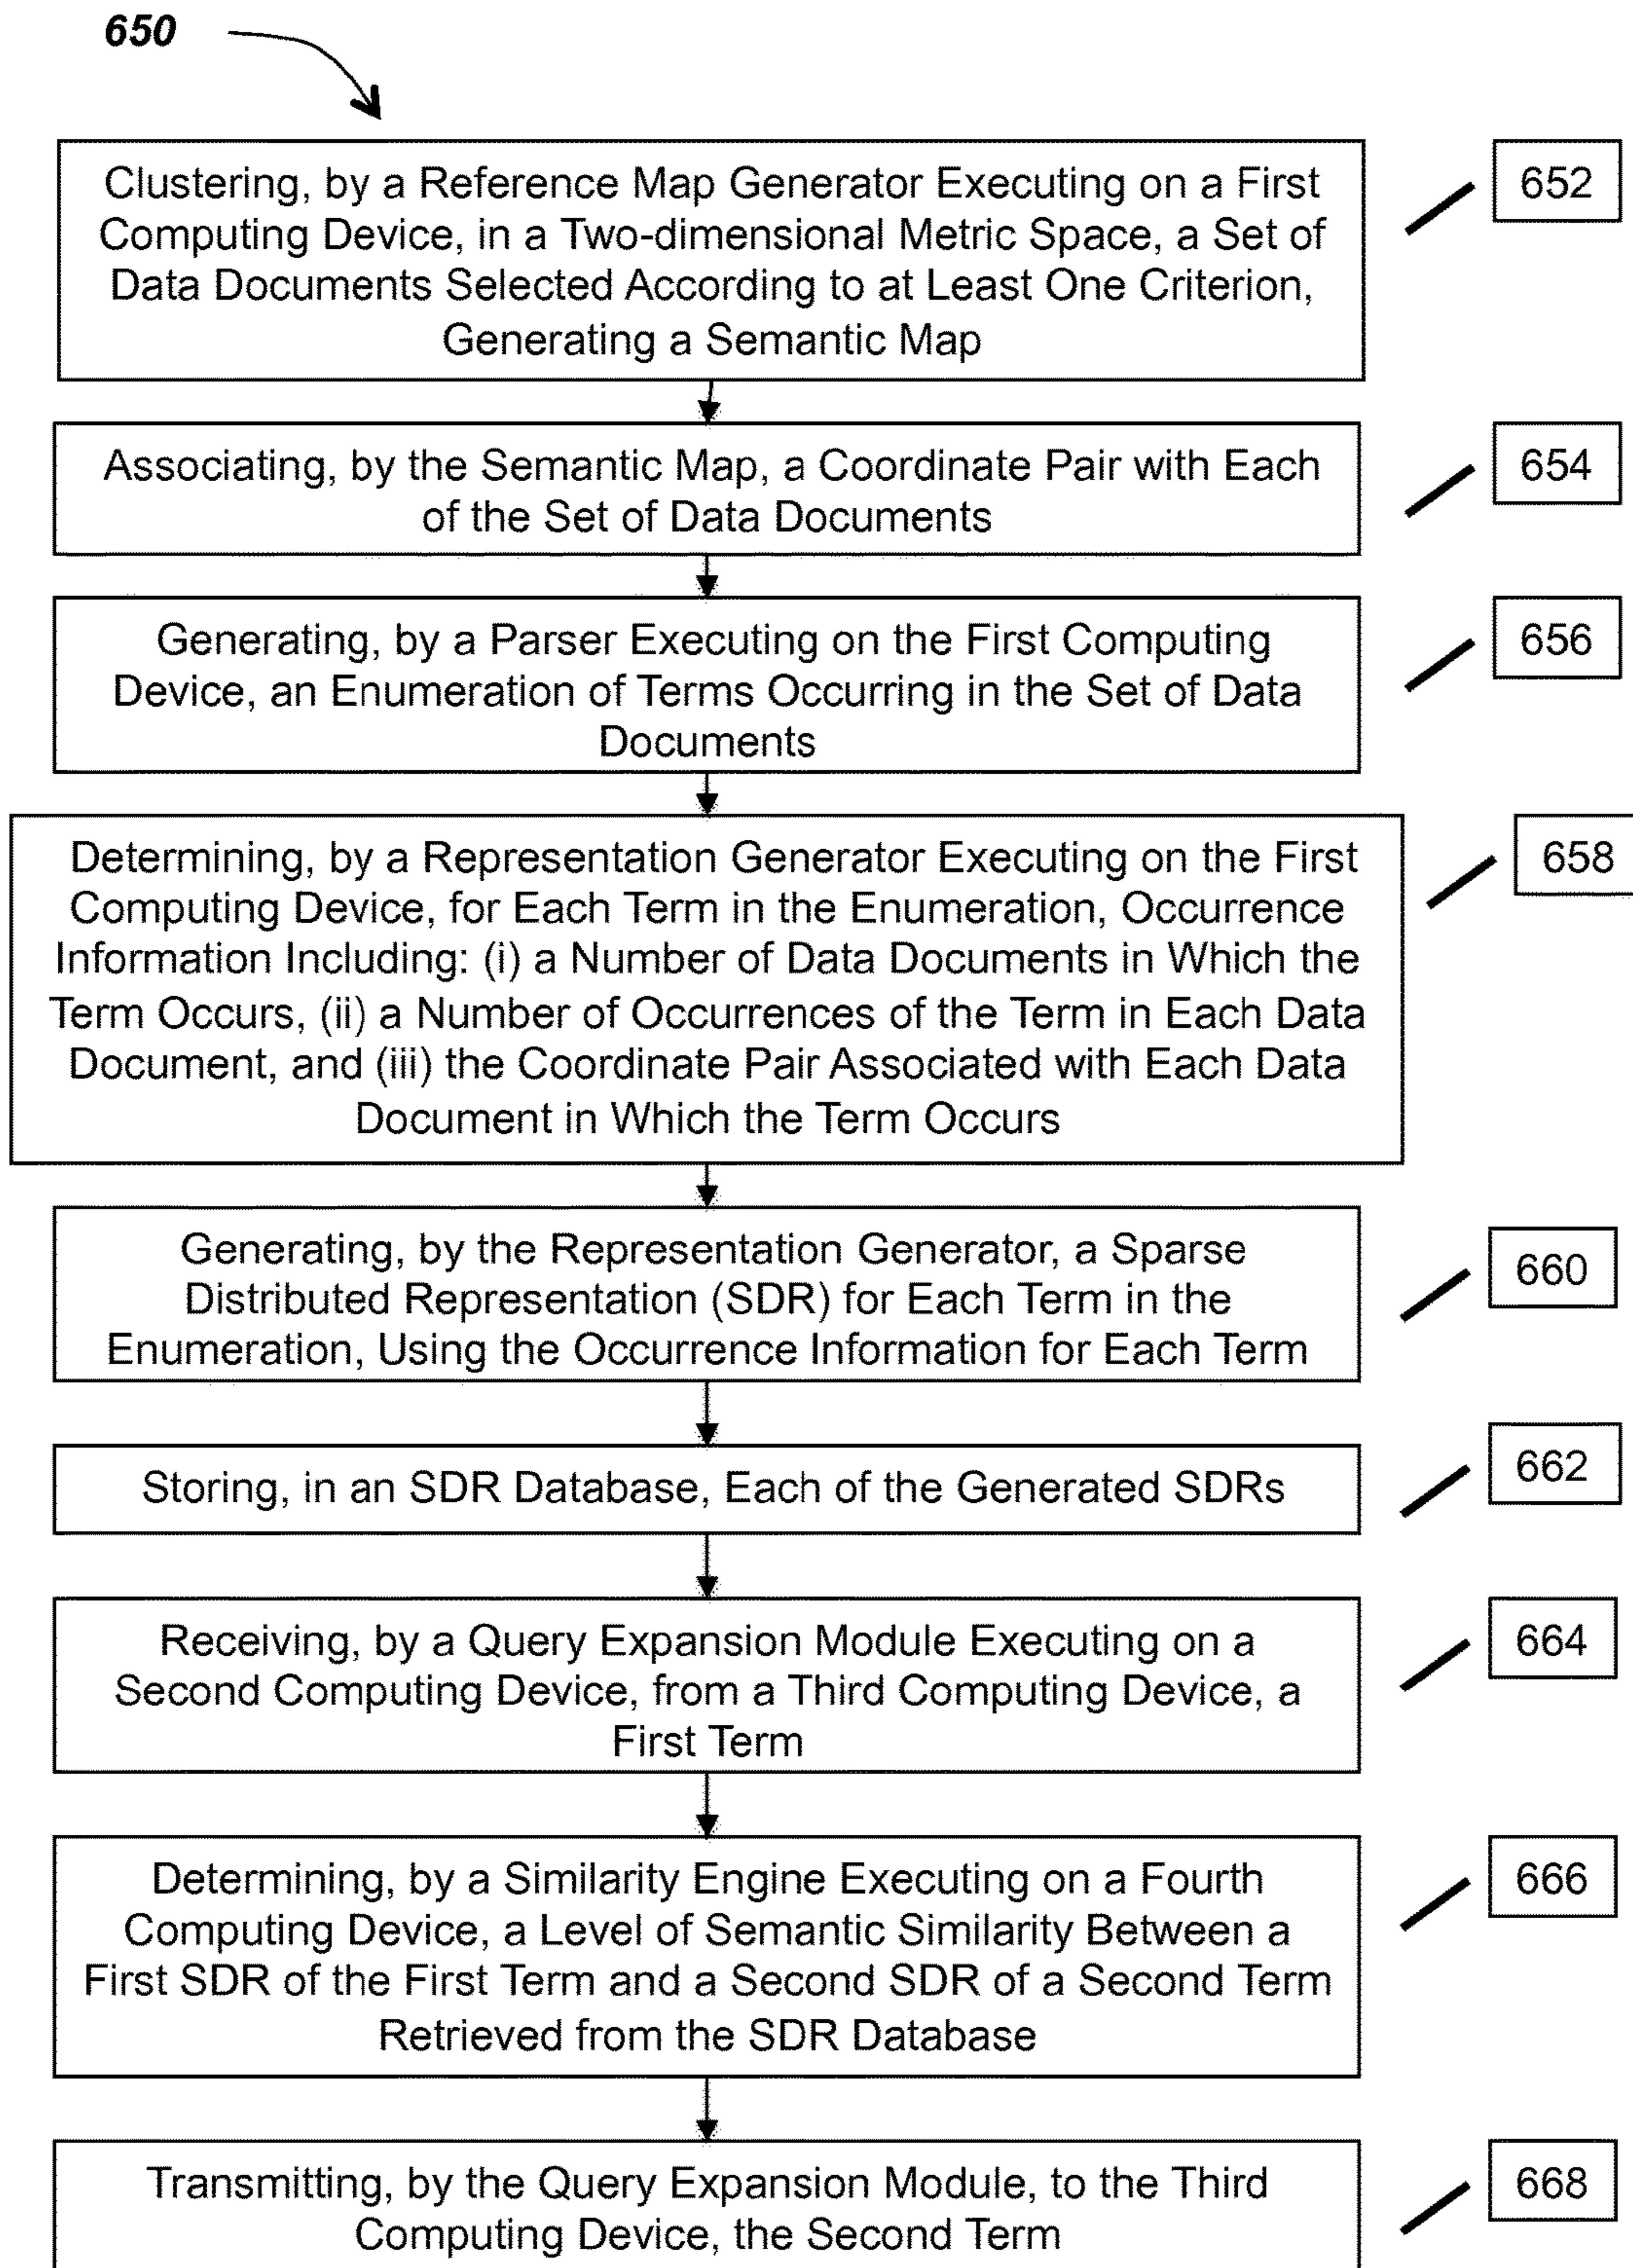 650
Clustering, by a Reference Map Generator Executing on a First
Computing Device, in a Two-dimensional Metric Space, a Set of
Data Documents Selected According to at Least One Criterion,
Generating a Semantic Map
652
Associating, by the Semantic Map, a Coordinate Pair with Each
of the Set of Data Documents
654
Generating, by a Parser Executing on the First Computing
Device, an Enumeration of Terms Occurring in the Set of Data
Documents
656
Determining, by a Representation Generator Executing on the First
Computing Device, for Each Term in the Enumeration, Occurrence
Information Including: (i) a Number of Data Documents in Which the
Term Occurs, (ii) a Number of Occurrences of the Term in Each Data
Document, and (iii) the Coordinate Pair Associated with Each Data
Document in Which the Term Occurs
658
Generating, by the Representation Generator, a Sparse
Distributed Representation (SDR) for Each Term in the
Enumeration, Using the Occurrence Information for Each Term
660
Storing, in an SDR Database, Each of the Generated SDRs
662
Receiving, by a Query Expansion Module Executing on a
Second Computing Device, from a Third Computing Device, a
First Term
664
Determining, by a Similarity Engine Executing on a Fourth
Computing Device, a Level of Semantic Similarity Between a
First SDR of the First Term and a Second SDR of a Second Term
Retrieved from the SDR Database
666
Transmitting, by the Query Expansion Module, to the Third
Computing Device, the Second Term
668